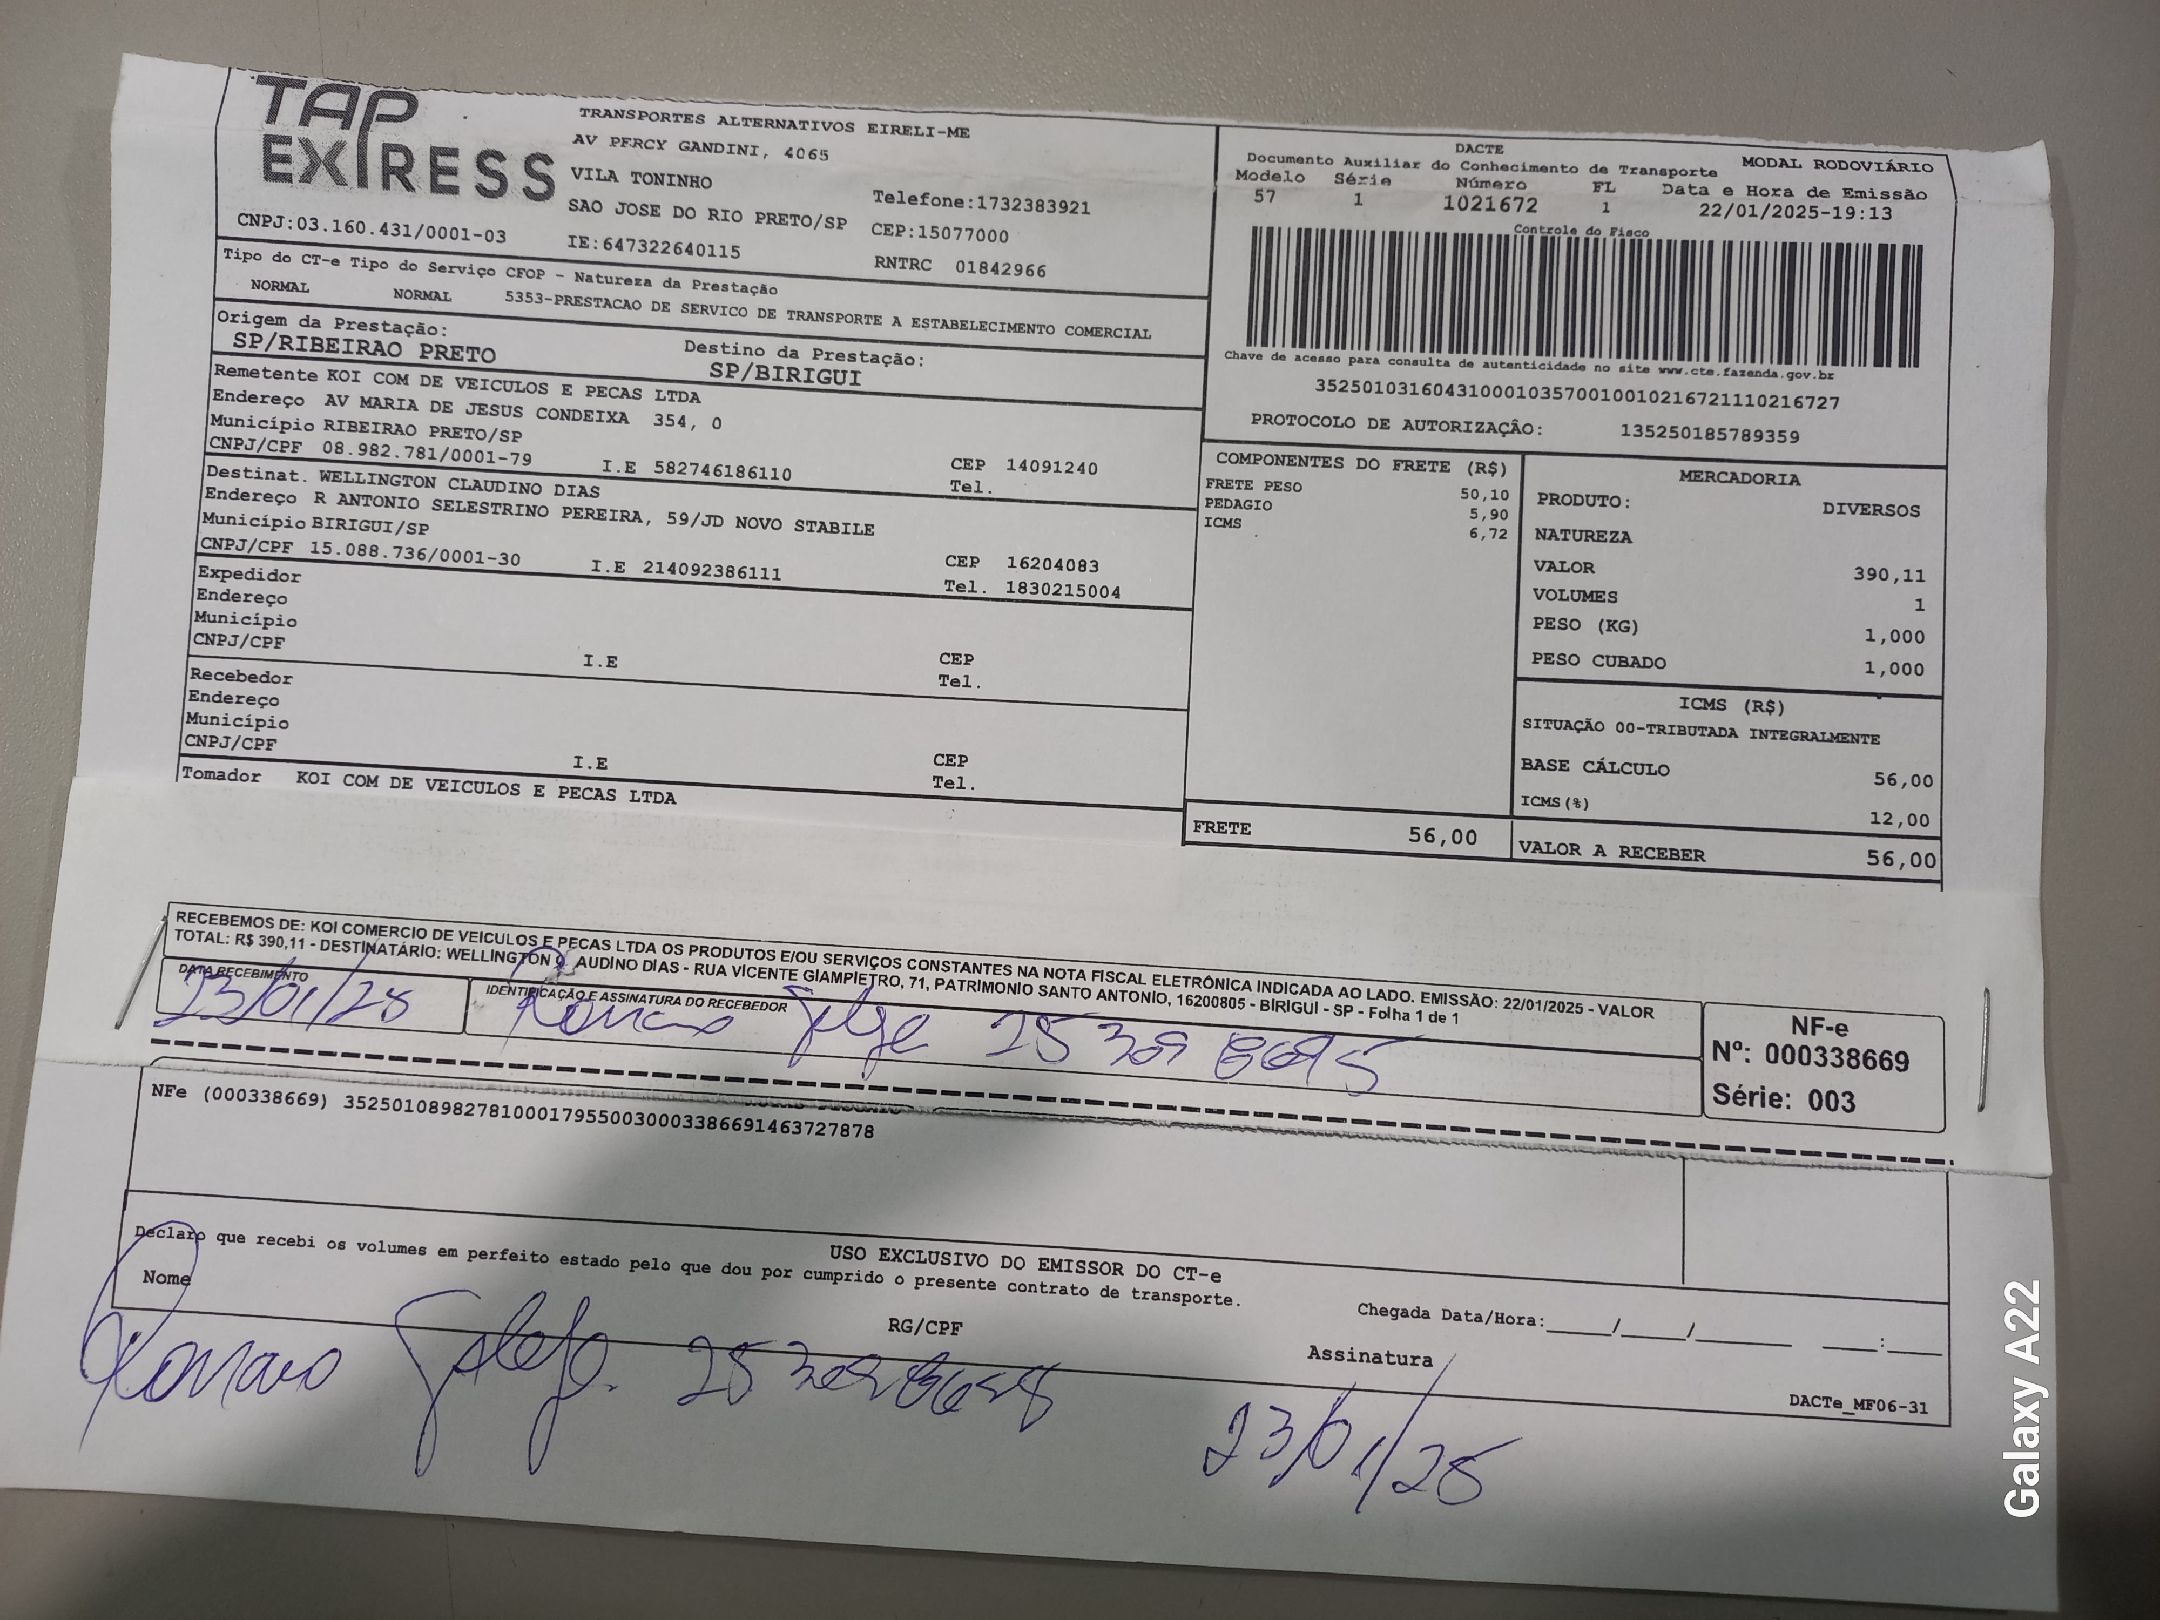 TAP EXPRESS
TRANSPORTES ALTERNATIVOS EIRELI-ME
AV PERCY GANDINI, 4065
VILA TONINHO
Telefone:1732383921
SAO JOSE DO RIO PRETO/SP CEP:15077000
CNPJ:03.160.431/0001-03 IE:647322640115 RNTRC 01842966
DACTE MODAL RODOVIÁRIO
Documento Auxiliar do Conhecimento de Transporte
Modelo Série Número FL Data e Hora de Emissão
57 1 1021672 1 22/01/2025-19:13
Controle do Fisco
Chave de acesso para consulta de autenticidade no site www.cte.fazenda.gov.br
35250103160431000103570010010216721110216727
PROTOCOLO DE AUTORIZAÇÂO: 135250185789359
Tipo do CT-e Tipo do Serviço CFOP - Natureza da Prestação
NORMAL NORMAL 5353-PRESTACAO DE SERVICO DE TRANSPORTE A ESTABELECIMENTO COMERCIAL
Origem da Prestação: Destino da Prestação:
SP/RIBEIRAO PRETO SP/BIRIGUI
Remetente KOI COM DE VEICULOS E PECAS LTDA
Endereço AV MARIA DE JESUS CONDEIXA 354, 0
Município RIBEIRAO PRETO/SP CEP 14091240
CNPJ/CPF 08.982.781/0001-79 I.E 582746186110 Tel.
Destinat. WELLINGTON CLAUDINO DIAS
Endereço R ANTONIO SELESTRINO PEREIRA, 59/JD NOVO STABILE
Município BIRIGUI/SP CEP 16204083
CNPJ/CPF 15.088.736/0001-30 I.E 214092386111 Tel. 1830215004
Expedidor
Endereço
Município CEP
CNPJ/CPF I.E Tel.
Recebedor
Endereço
Município CEP
CNPJ/CPF I.E Tel.
Tomador KOI COM DE VEICULOS E PECAS LTDA
COMPONENTES DO FRETE (R$)
FRETE PESO 50,10
PEDAGIO 5,90
ICMS 6,72
FRETE 56,00
MERCADORIA
PRODUTO: DIVERSOS
NATUREZA
VALOR 390,11
VOLUMES 1
PESO (KG) 1,000
PESO CUBADO 1,000
ICMS (R$)
SITUAÇÃO 00-TRIBUTADA INTEGRALMENTE
BASE CÁLCULO 56,00
ICMS(%) 12,00
VALOR A RECEBER 56,00
RECEBEMOS DE: KOI COMERCIO DE VEICULOS E PECAS LTDA OS PRODUTOS E/OU SERVIÇOS CONSTANTES NA NOTA FISCAL ELETRÔNICA INDICADA AO LADO. EMISSÃO: 22/01/2025 - VALOR
TOTAL: R$ 390,11 - DESTINATÁRIO: WELLINGTON AUDINO DIAS - RUA VICENTE GIAMPIETRO, 71, PATRIMONIO SANTO ANTONIO, 16200805 - BIRIGUI - SP - Folha 1 de 1
DATA RECEBIMENTO IDENTIFICAÇÃO E ASSINATURA DO RECEBEDOR
23/01/25
NF-e
Nº: 000338669
Série: 003
NFe (000338669) 35250108982781000179550030003386691463727878
USO EXCLUSIVO DO EMISSOR DO CT-e
Declaro que recebi os volumes em perfeito estado pelo que dou por cumprido o presente contrato de transporte.
Nome RG/CPF Assinatura Chegada Data/Hora:____/____/______ ____:____
23/01/25
DACTe_MF06-31
Galaxy A22